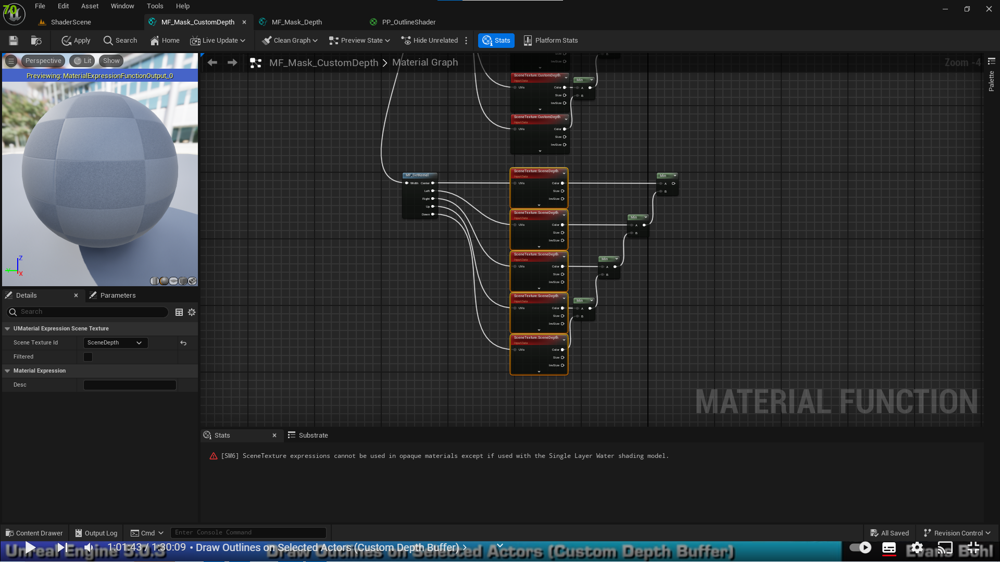 70
File Edit Asset Window Tools Help
ShaderScene MF_Mask_CustomDepth MF_Mask_Depth PP_OutlineShader
Apply Search Home Live Update Clean Graph Preview State Hide Unrelated Stats Platform Stats
Perspective Lit Show
Previewing: MaterialExpressionFunctionOutput_0
MF_Mask_CustomDepth > Material Graph
Zoom -4
Palette
InvSize
SceneTexture:CustomDepth
Input Data
UVs Color
Size
InvSize
Min
A
B
SceneTexture:CustomDepth
Input Data
UVs Color
Size
InvSize
MF_GetKernel
Width Center
Left
Right
Up
Down
SceneTexture:SceneDepth
Input Data
UVs Color
Size
InvSize
Min
A
B
SceneTexture:SceneDepth
Input Data
UVs Color
Size
InvSize
Min
A
B
SceneTexture:SceneDepth
Input Data
UVs Color
Size
InvSize
Min
A
B
SceneTexture:SceneDepth
Input Data
UVs Color
Size
InvSize
Min
A
B
SceneTexture:SceneDepth
Input Data
UVs Color
Size
InvSize
MATERIAL FUNCTION
Z
X
Details Parameters
Search
UMaterial Expression Scene Texture
Scene Texture Id SceneDepth
Filtered
Material Expression
Desc
Stats Substrate
[SM6] SceneTexture expressions cannot be used in opaque materials except if used with the Single Layer Water shading model.
Content Drawer Output Log Cmd Enter Console Command All Saved Revision Control
Unreal Engine 5.6.3 Draw Outlines on Selected Actors (Custom Depth Buffer) Evans Bohl
1:01:43 / 1:30:09 • Draw Outlines on Selected Actors (Custom Depth Buffer) >